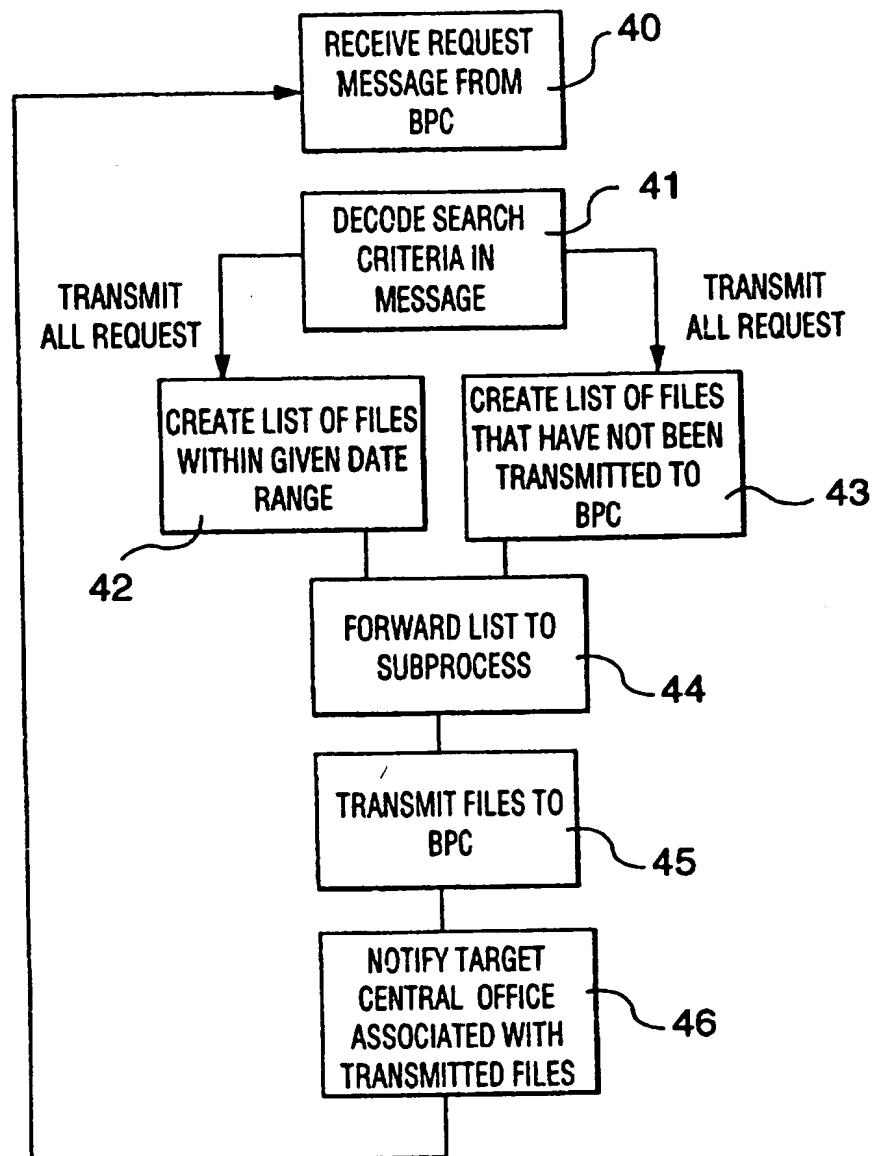 RECEIVE REQUEST
MESSAGE FROM
BPC
40
DECODE SEARCH
CRITERIA IN
MESSAGE
41
TRANSMIT
ALL REQUEST
TRANSMIT
ALL REQUEST
CREATE LIST OF FILES
WITHIN GIVEN DATE
RANGE
42
CREATE LIST OF FILES
THAT HAVE NOT BEEN
TRANSMITTED TO
BPC
43
FORWARD LIST TO
SUBPROCESS
44
TRANSMIT FILES TO
BPC
45
NOTIFY TARGET
CENTRAL OFFICE
ASSOCIATED WITH
TRANSMITTED FILES
46